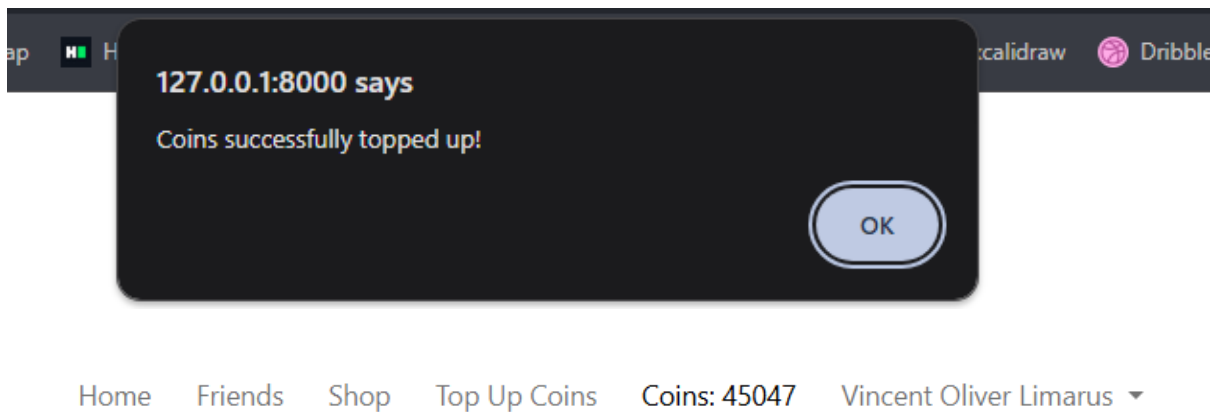 ap H calidraw Dribble
127.0.0.1:8000 says
Coins successfully topped up!
OK
Home Friends Shop Top Up Coins Coins: 45047 Vincent Oliver Limarus